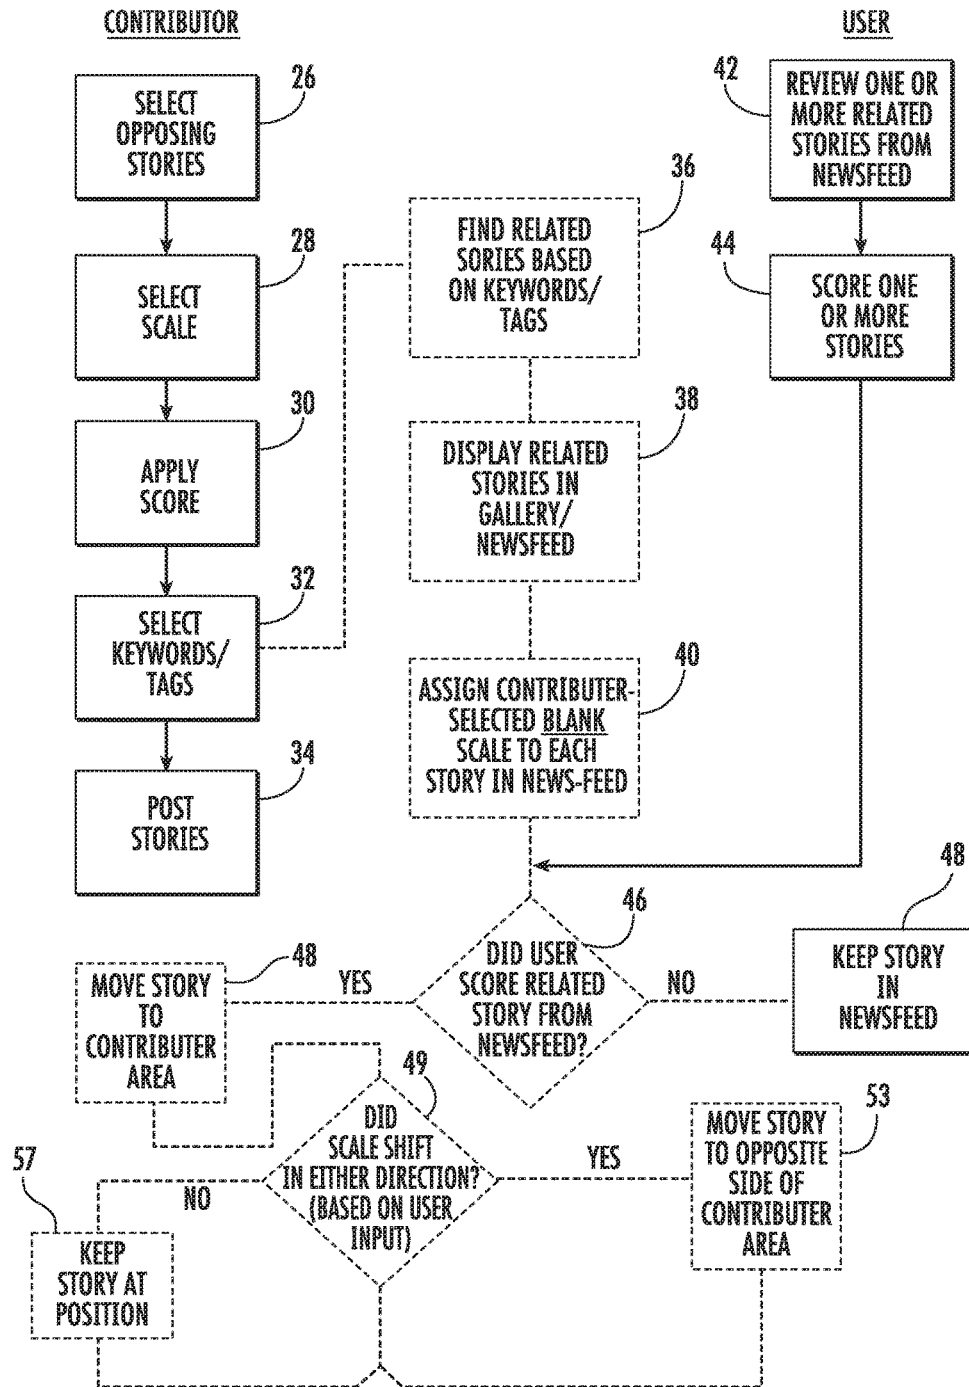 CONTRIBUTOR
USER
26
SELECT
OPPOSING
STORIES
42
REVIEW ONE OR
MORE RELATED
STORIES FROM
NEWSFEED
28
SELECT
SCALE
36
FIND RELATED
SORIES BASED
ON KEYWORDS/
TAGS
44
SCORE ONE
OR MORE
STORIES
30
APPLY
SCORE
38
DISPLAY RELATED
STORIES IN
GALLERY/
NEWSFEED
32
SELECT
KEYWORDS/
TAGS
40
ASSIGN CONTRIBUTER-
SELECTED BLANK
SCALE TO EACH
STORY IN NEWS-FEED
34
POST
STORIES
46
DID USER
SCORE RELATED
STORY FROM
NEWSFEED?
YES
NO
48
KEEP STORY
IN
NEWSFEED
48
MOVE STORY
TO
CONTRIBUTER
AREA
49
DID
SCALE SHIFT
IN EITHER DIRECTION?
(BASED ON USER
INPUT)
NO
YES
53
MOVE STORY
TO OPPOSITE
SIDE OF
CONTRIBUTER
AREA
57
KEEP
STORY AT
POSITION